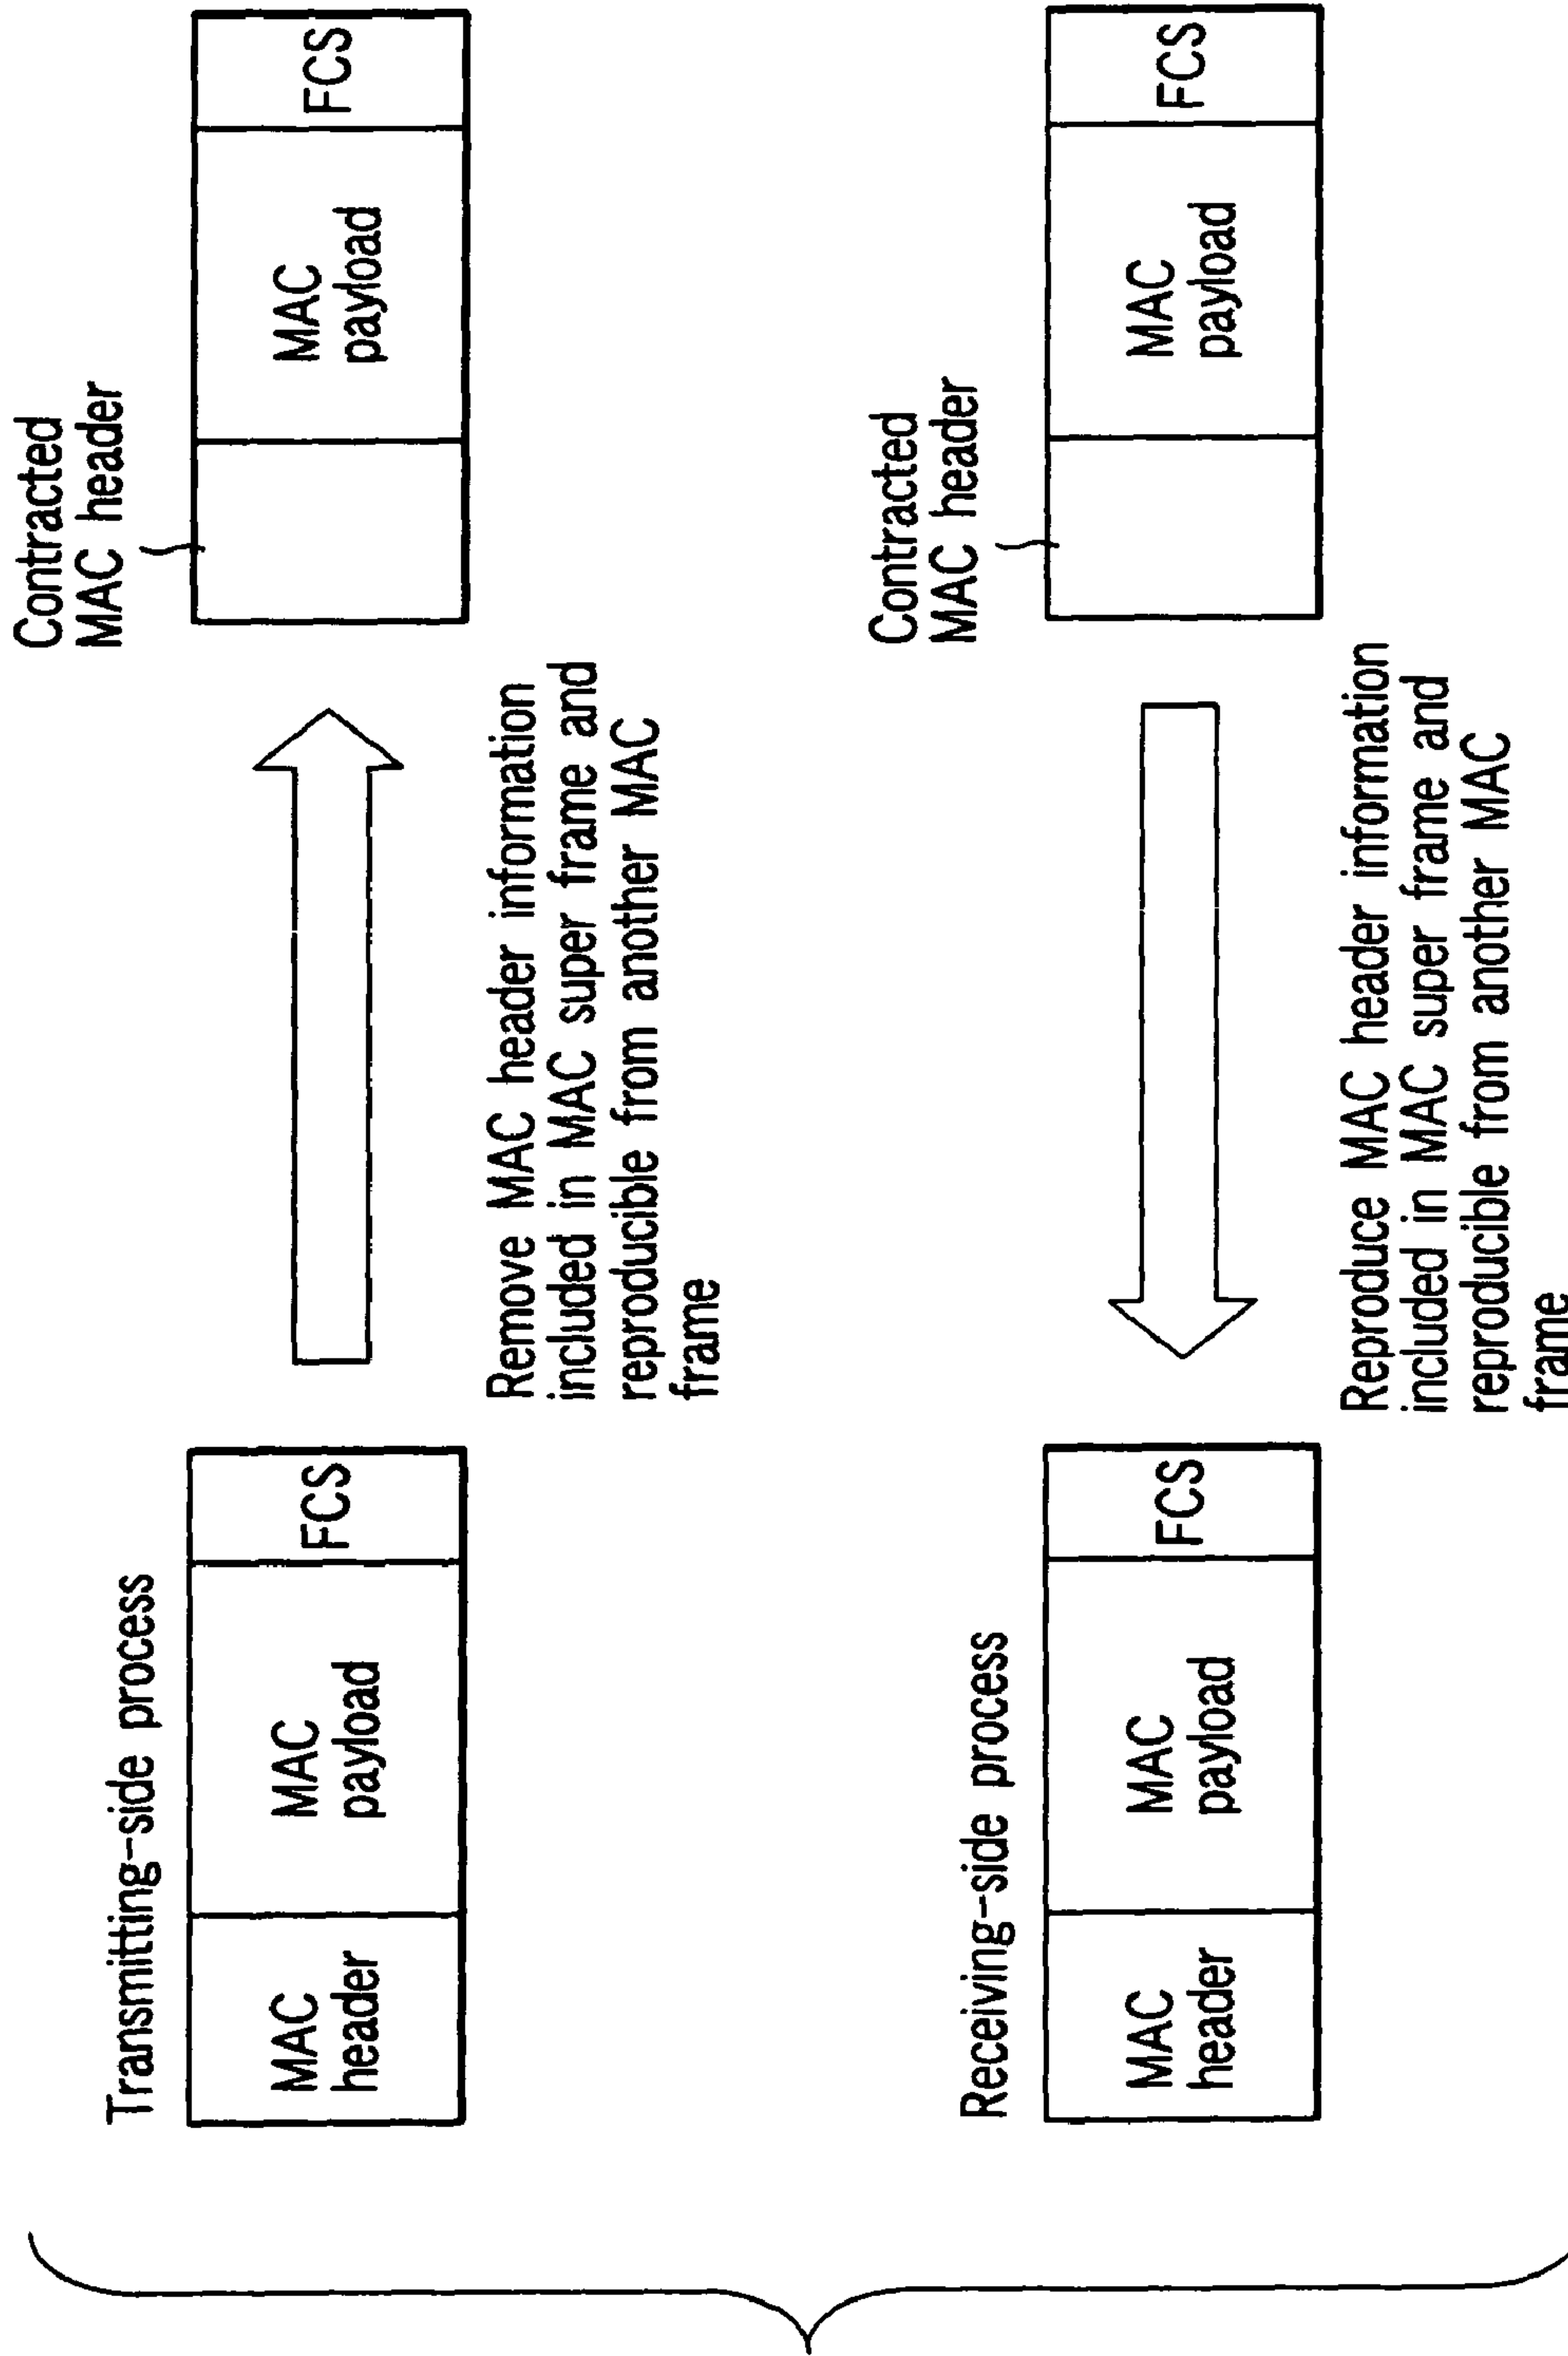 Transmitting-side process
MAC
header
MAC
payload
FCS
Remove MAC header information
included in MAC super frame and
reproducible from another MAC
frame
Contracted
MAC header
MAC
payload
FCS
Receiving-side process
MAC
header
MAC
payload
FCS
Reproduce MAC header information
included in MAC super frame and
reproducible from another MAC
frame
Contracted
MAC header
MAC
payload
FCS